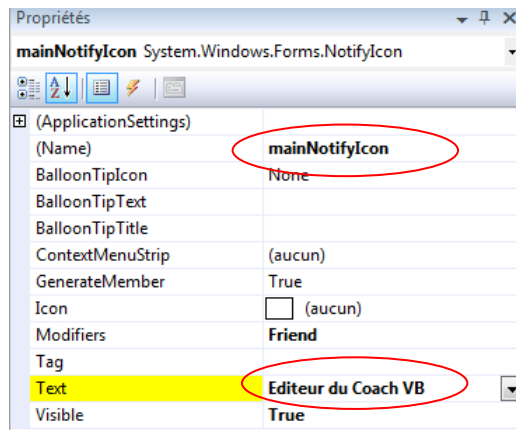 Propriétés
mainNotifyIcon System.Windows.Forms.NotifyIcon
(ApplicationSettings)
(Name) mainNotifyIcon
BalloonTipIcon None
BalloonTipText
BalloonTipTitle
ContextMenuStrip (aucun)
GenerateMember True
Icon (aucun)
Modifiers Friend
Tag
Text Editeur du Coach VB
Visible True